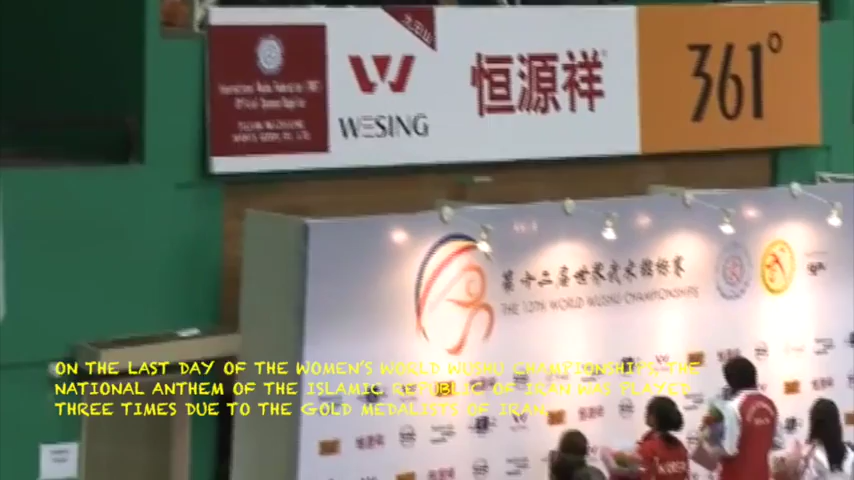 WESING
恒源祥
361°
第十二届世界武术锦标赛
THE 12TH WORLD WUSHU CHAMPIONSHIPS
ON THE LAST DAY OF THE WOMEN'S WORLD WUSHU CHAMPIONSHIPS, THE
NATIONAL ANTHEM OF THE ISLAMIC REPUBLIC OF IRAN WAS PLAYED
THREE TIMES DUE TO THE GOLD MEDALISTS OF IRAN.